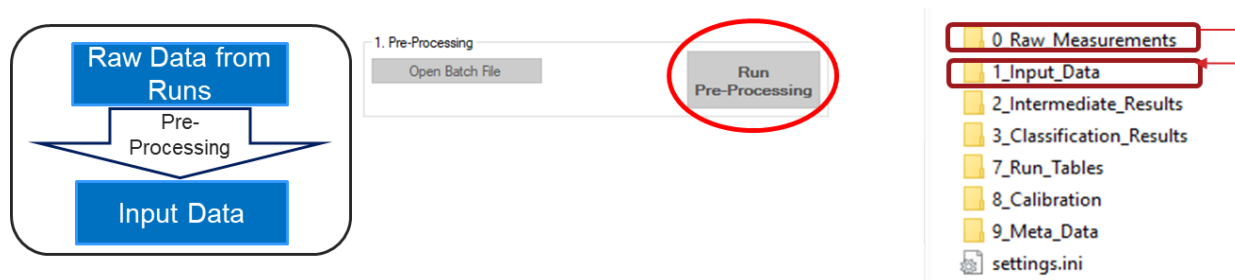 Raw Data from
Runs
Pre-
Processing
Input Data
1. Pre-Processing
Open Batch File
Run
Pre-Processing
0_Raw_Measurements
1_Input_Data
2_Intermediate_Results
3_Classification_Results
7_Run_Tables
8_Calibration
9_Meta_Data
settings.ini